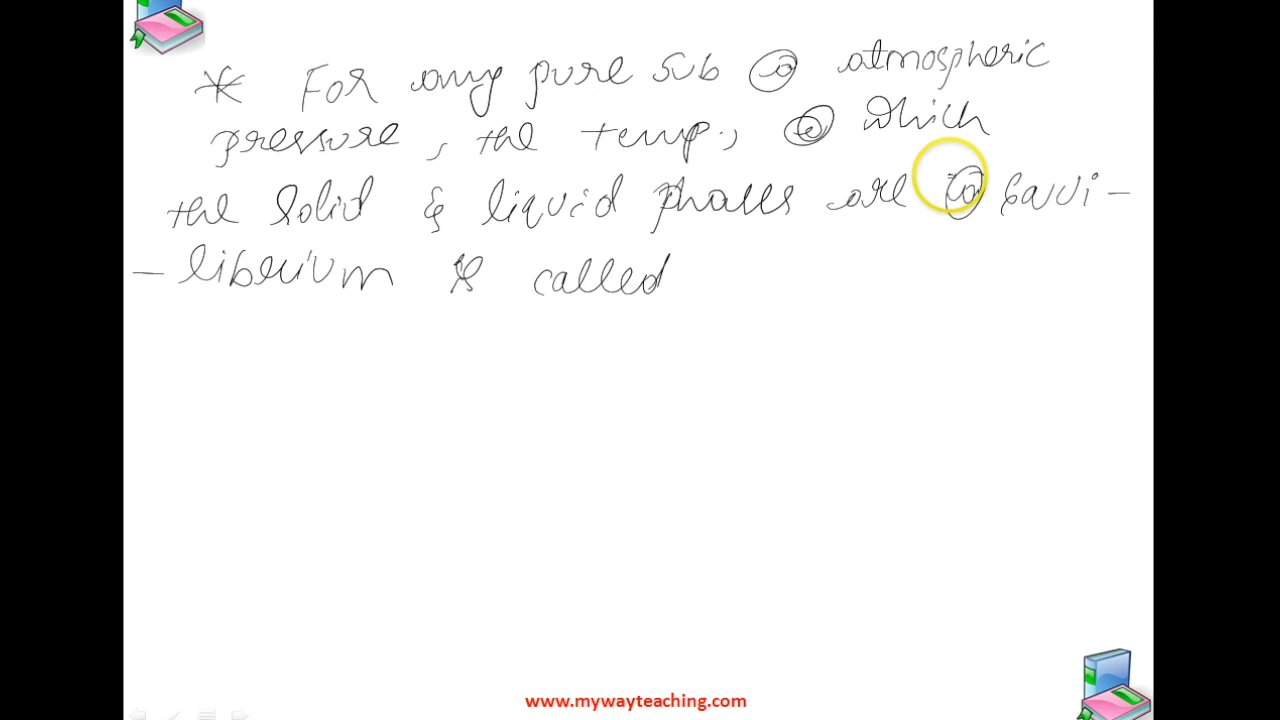 * For any pure sub @ atmospheric
pressure, the temp., @ which
the solid & liquid phases are @ Equi-
-librium is called
www.mywayteaching.com